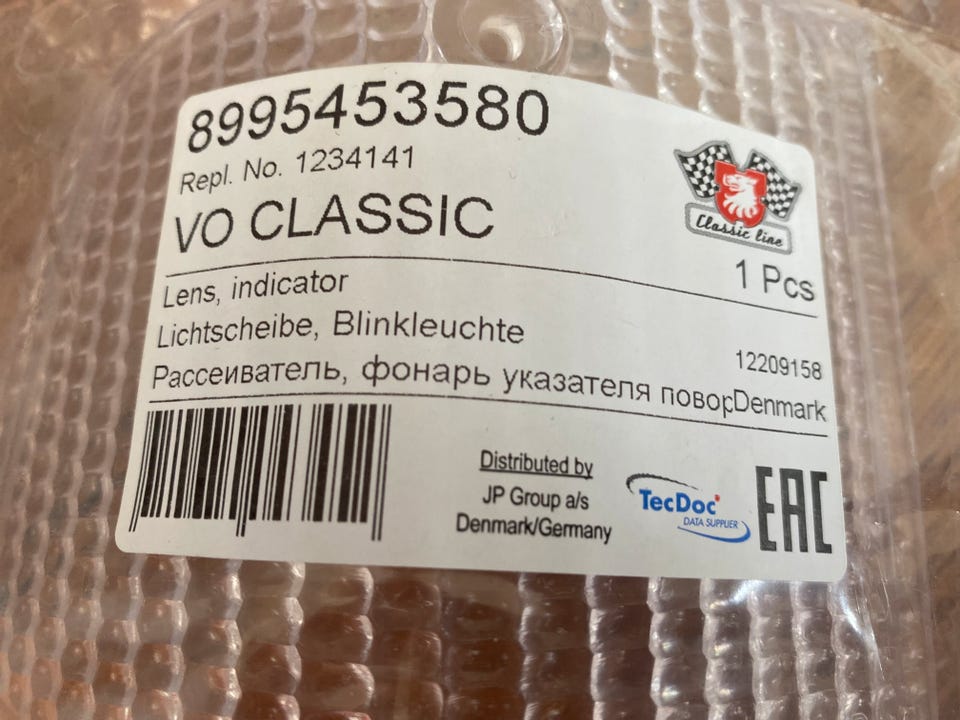 8995453580
Repl. No. 1234141
VO CLASSIC
Classic line
1 Pcs
Lens, indicator
Lichtscheibe, Blinkleuchte
12209158
Рассеиватель, фонарь указателя повор
Denmark
Distributed by
JP Group a/s
Denmark/Germany
TecDoc
DATA SUPPLIER
EAC